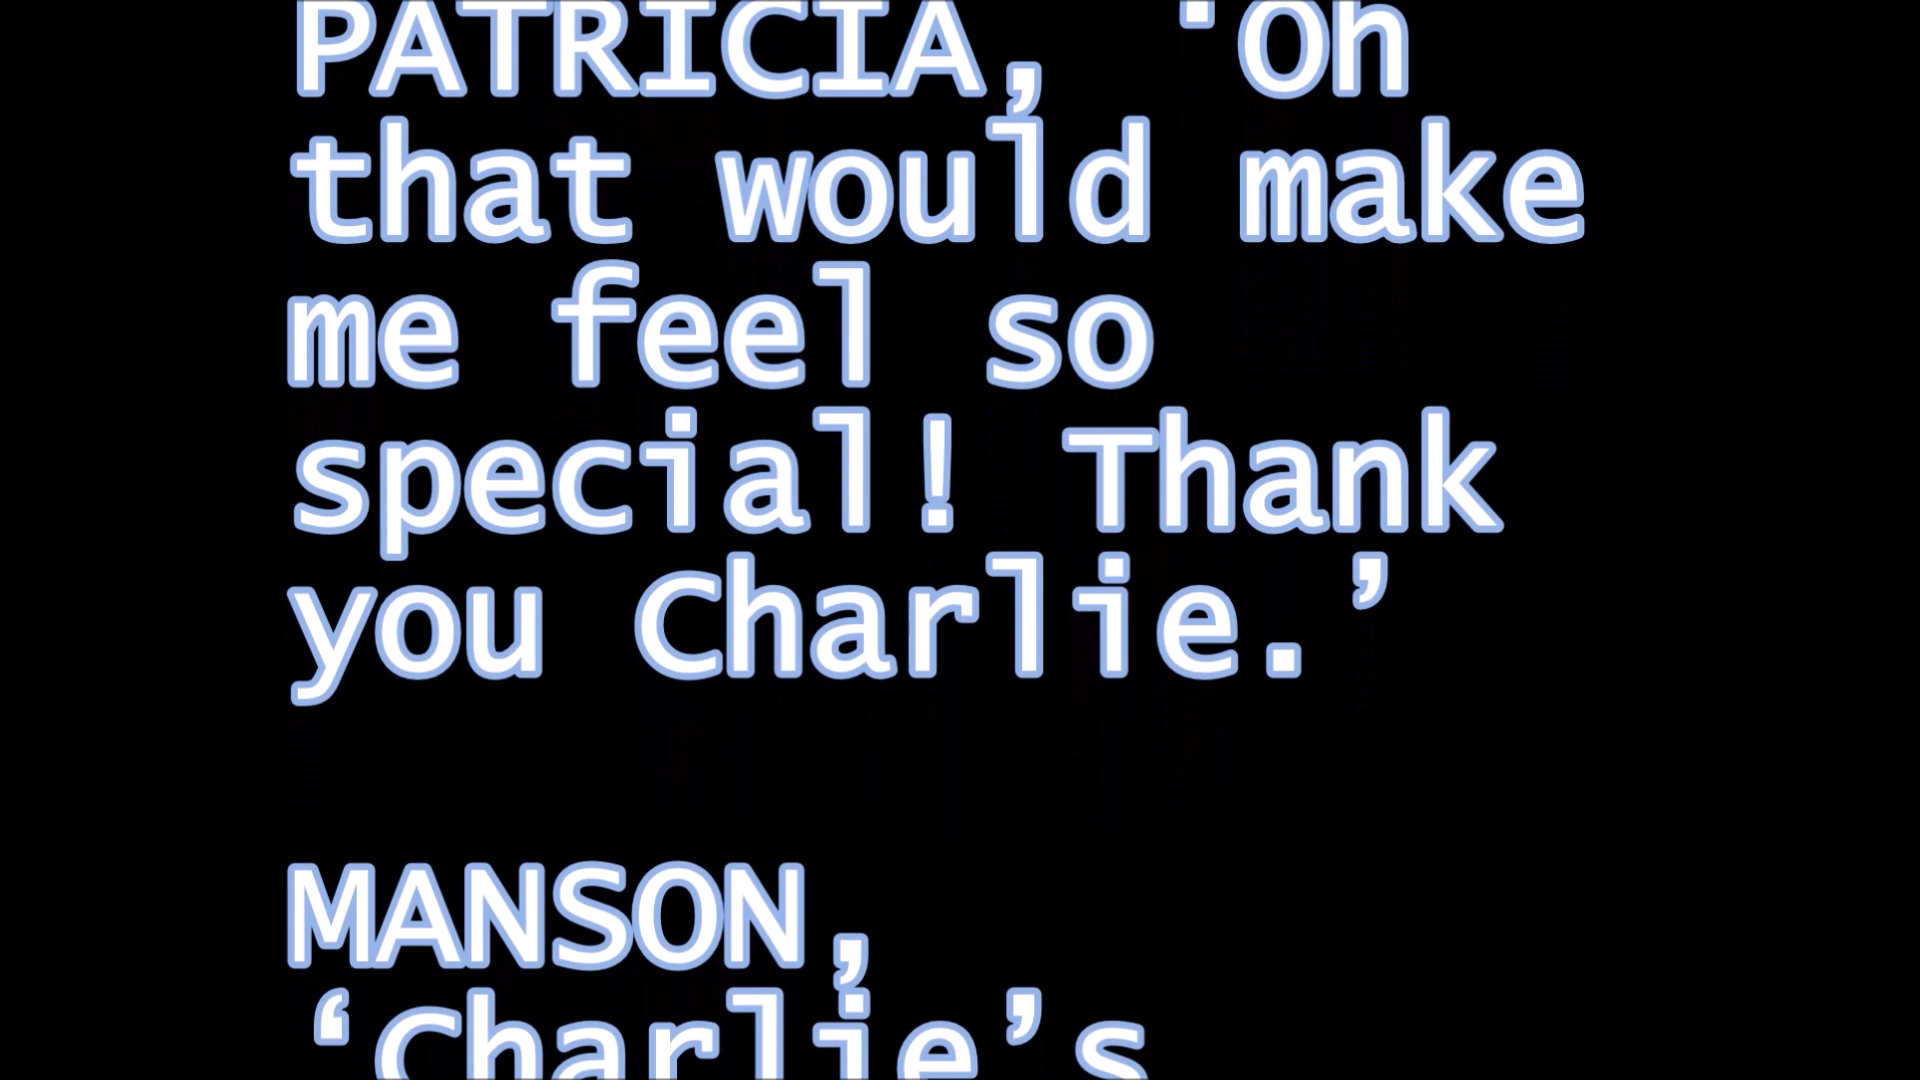 PATRICIA, ‘Oh
that would make
me feel so
special! Thank
you Charlie.’
MANSON,
‘Charlie’s